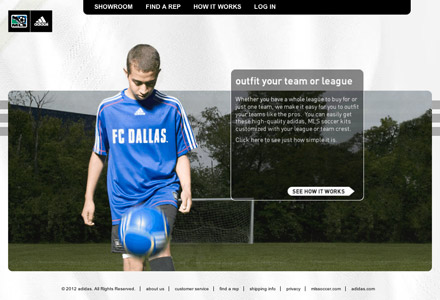 SHOWROOM FIND A REP HOW IT WORKS LOG IN
adidas
outfit your team or league
Whether you have a whole league to buy for or
just one team, we make it easy for you to outfit
your teams like the pros. You can easily get
these high-quality adidas, MLS soccer kits
customized with your league or team crest.
Click here to see just how simple it is.
FC DALLAS
SEE HOW IT WORKS
© 2012 adidas. All Rights Reserved. | about us | customer service | find a rep | shipping info | privacy | mlssoccer.com | adidas.com